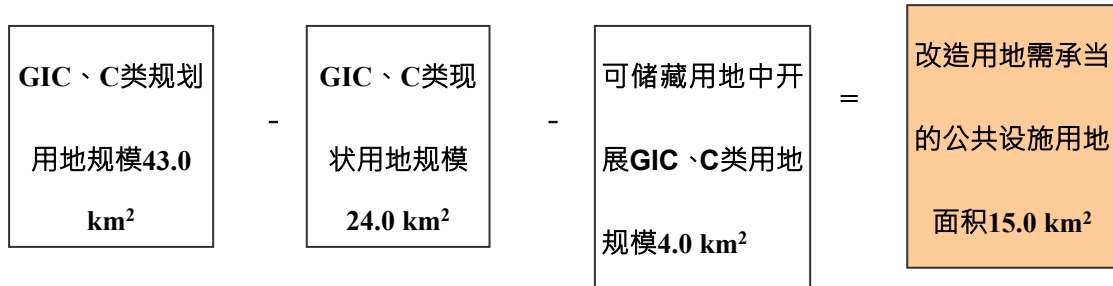 GIC、C类规划
用地规模43.0
km²
-
GIC、C类现
状用地规模
24.0 km²
-
可储藏用地中开
展GIC、C类用地
规模4.0 km²
=
改造用地需承当
的公共设施用地
面积15.0 km²